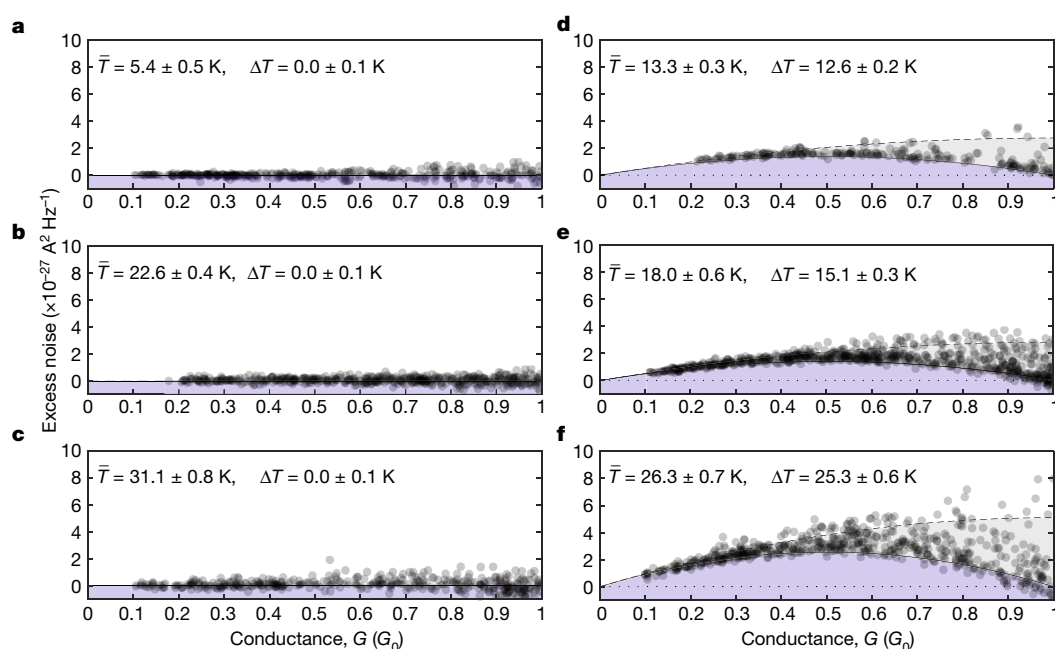 a
10
8
6
4
2
0
T̄ = 5.4 ± 0.5 K, ΔT = 0.0 ± 0.1 K
0 0.1 0.2 0.3 0.4 0.5 0.6 0.7 0.8 0.9 1
b
10
8
6
4
2
0
T̄ = 22.6 ± 0.4 K, ΔT = 0.0 ± 0.1 K
0 0.1 0.2 0.3 0.4 0.5 0.6 0.7 0.8 0.9 1
Excess noise (×10⁻²⁷ A² Hz⁻¹)
c
10
8
6
4
2
0
T̄ = 31.1 ± 0.8 K, ΔT = 0.0 ± 0.1 K
0 0.1 0.2 0.3 0.4 0.5 0.6 0.7 0.8 0.9 1
Conductance, G (G₀)
d
10
8
6
4
2
0
T̄ = 13.3 ± 0.3 K, ΔT = 12.6 ± 0.2 K
0 0.1 0.2 0.3 0.4 0.5 0.6 0.7 0.8 0.9 1
e
10
8
6
4
2
0
T̄ = 18.0 ± 0.6 K, ΔT = 15.1 ± 0.3 K
0 0.1 0.2 0.3 0.4 0.5 0.6 0.7 0.8 0.9 1
f
10
8
6
4
2
0
T̄ = 26.3 ± 0.7 K, ΔT = 25.3 ± 0.6 K
0 0.1 0.2 0.3 0.4 0.5 0.6 0.7 0.8 0.9 1
Conductance, G (G₀)